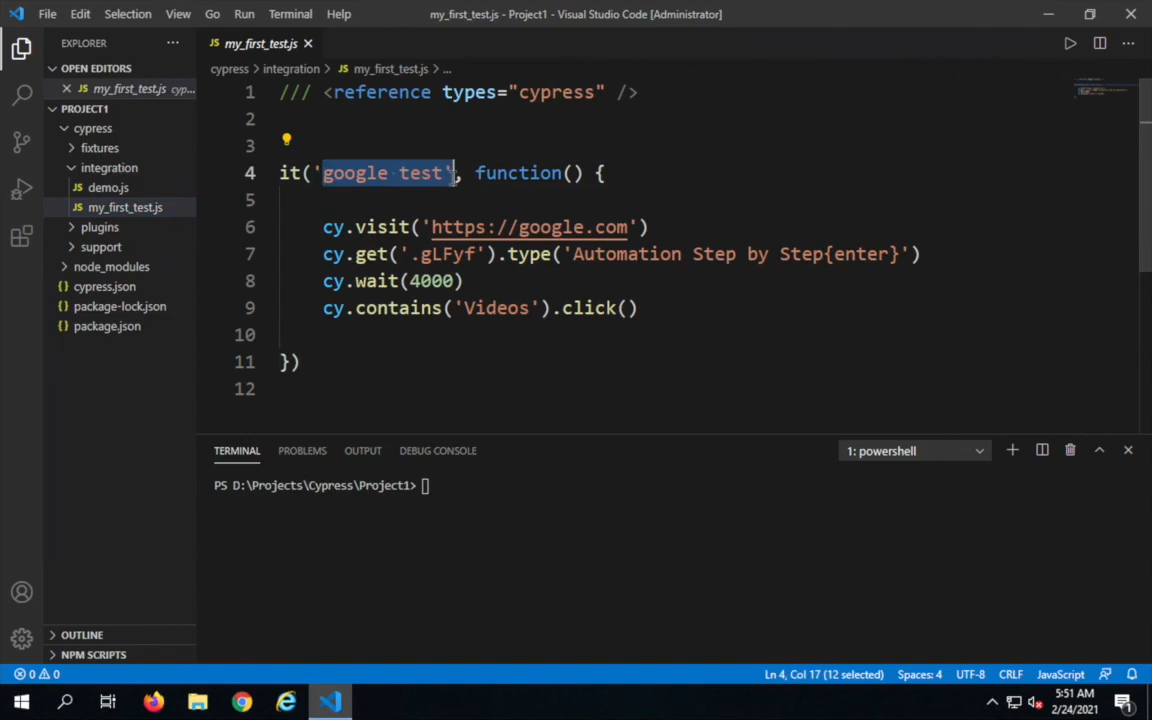 File Edit Selection View Go Run Terminal Help
my_first_test.js - Project1 - Visual Studio Code [Administrator]
EXPLORER
OPEN EDITORS
my_first_test.js cyp...
PROJECT1
cypress
fixtures
integration
JS demo.js
JS my_first_test.js
plugins
support
node_modules
{} cypress.json
{} package-lock.json
{} package.json
OUTLINE
NPM SCRIPTS
JS my_first_test.js
cypress > integration > JS my_first_test.js > ...
1 /// <reference types="cypress" />
2
3
4 it('google test', function() {
5
6 cy.visit('https://google.com')
7 cy.get('.gLFyf').type('Automation Step by Step{enter}')
8 cy.wait(4000)
9 cy.contains('Videos').click()
10
11 })
12
TERMINAL PROBLEMS OUTPUT DEBUG CONSOLE
1: powershell
PS D:\Projects\Cypress\Project1>
0 0
Ln 4, Col 17 (12 selected) Spaces: 4 UTF-8 CRLF JavaScript
5:51 AM
2/24/2021
1